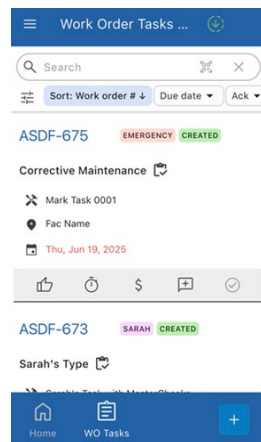 Work Order Tasks ...
Search
Sort: Work order # ↓ Due date Ack
ASDF-675 EMERGENCY CREATED
Corrective Maintenance
Mark Task 0001
Fac Name
Thu, Jun 19, 2025
$
ASDF-673 SARAH CREATED
Sarah's Type
Home WO Tasks